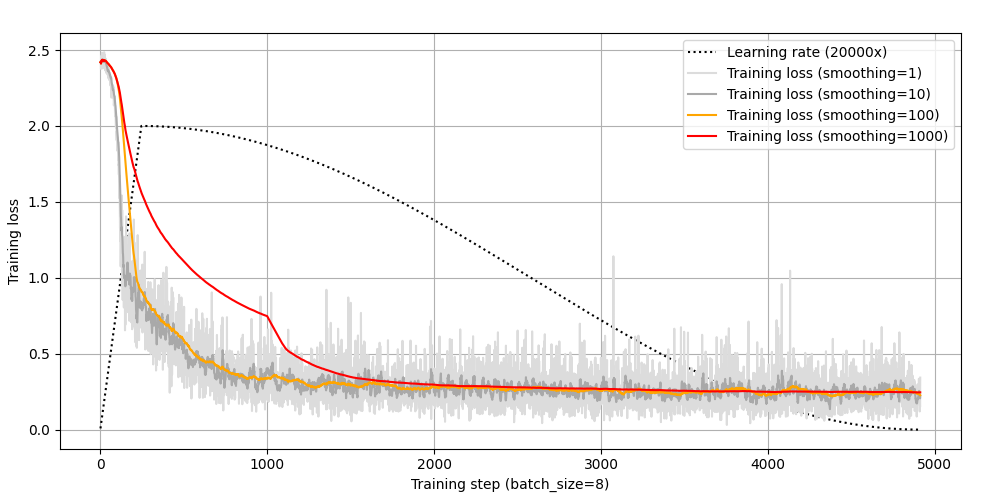 2.5
2.0
1.5
1.0
0.5
0.0
Training loss
Learning rate (20000x)
Training loss (smoothing=1)
Training loss (smoothing=10)
Training loss (smoothing=100)
Training loss (smoothing=1000)
0 1000 2000 3000 4000 5000
Training step (batch_size=8)